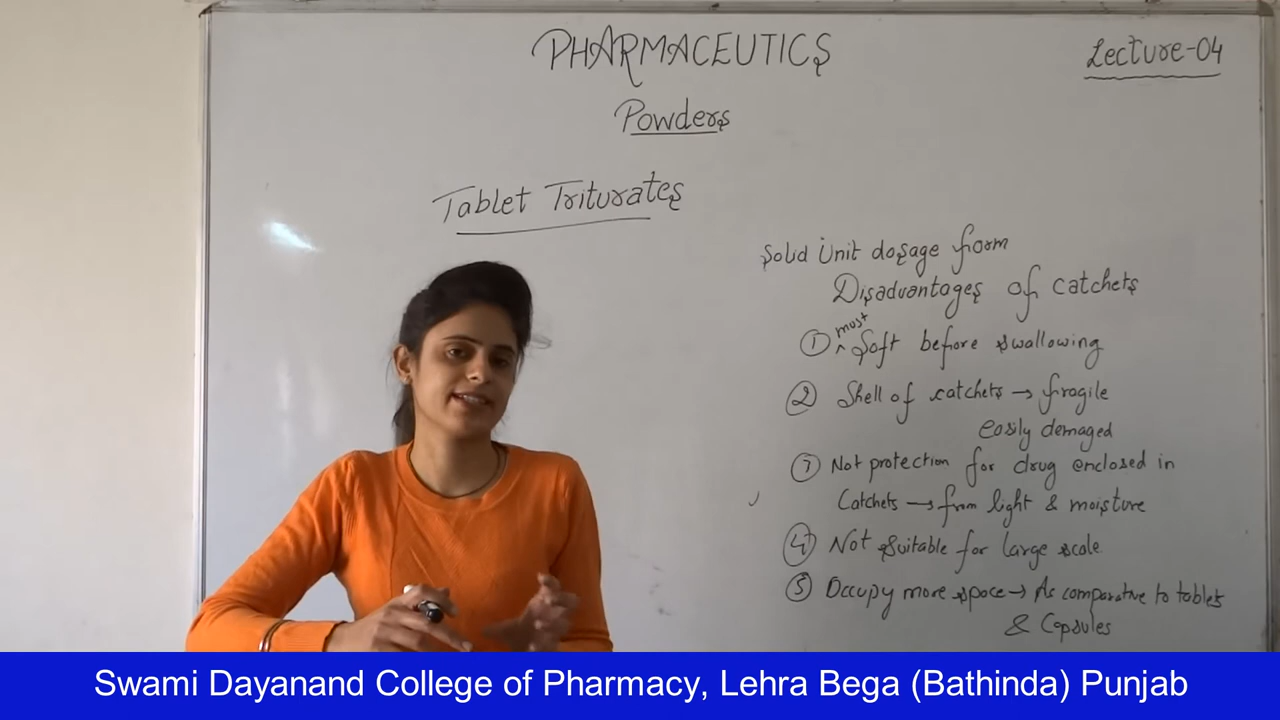 PHARMACEUTICS
Lecture-04
Powders
Tablet Triturates
Solid Unit dosage form
Disadvantages of catchets
① must ^ Soft before swallowing
② Shell of catchets → fragile
easily demaged
③ Not protection for drug enclosed in
Catchets → from light & moisture
④ Not Suitable for large scale.
⑤ Occupy more space → As comparative to tablets
& Capsules
Swami Dayanand College of Pharmacy, Lehra Bega (Bathinda) Punjab